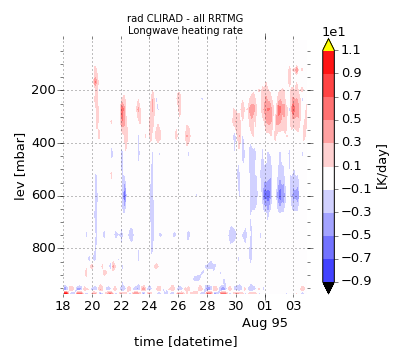 rad CLIRAD - all RRTMG
Longwave heating rate
1e1
1.1
0.9
0.7
0.5
0.3
0.1
−0.1
−0.3
−0.5
−0.7
−0.9
[K/day]
lev [mbar]
200
400
600
800
18 20 22 24 26 28 30 01 03
Aug 95
time [datetime]